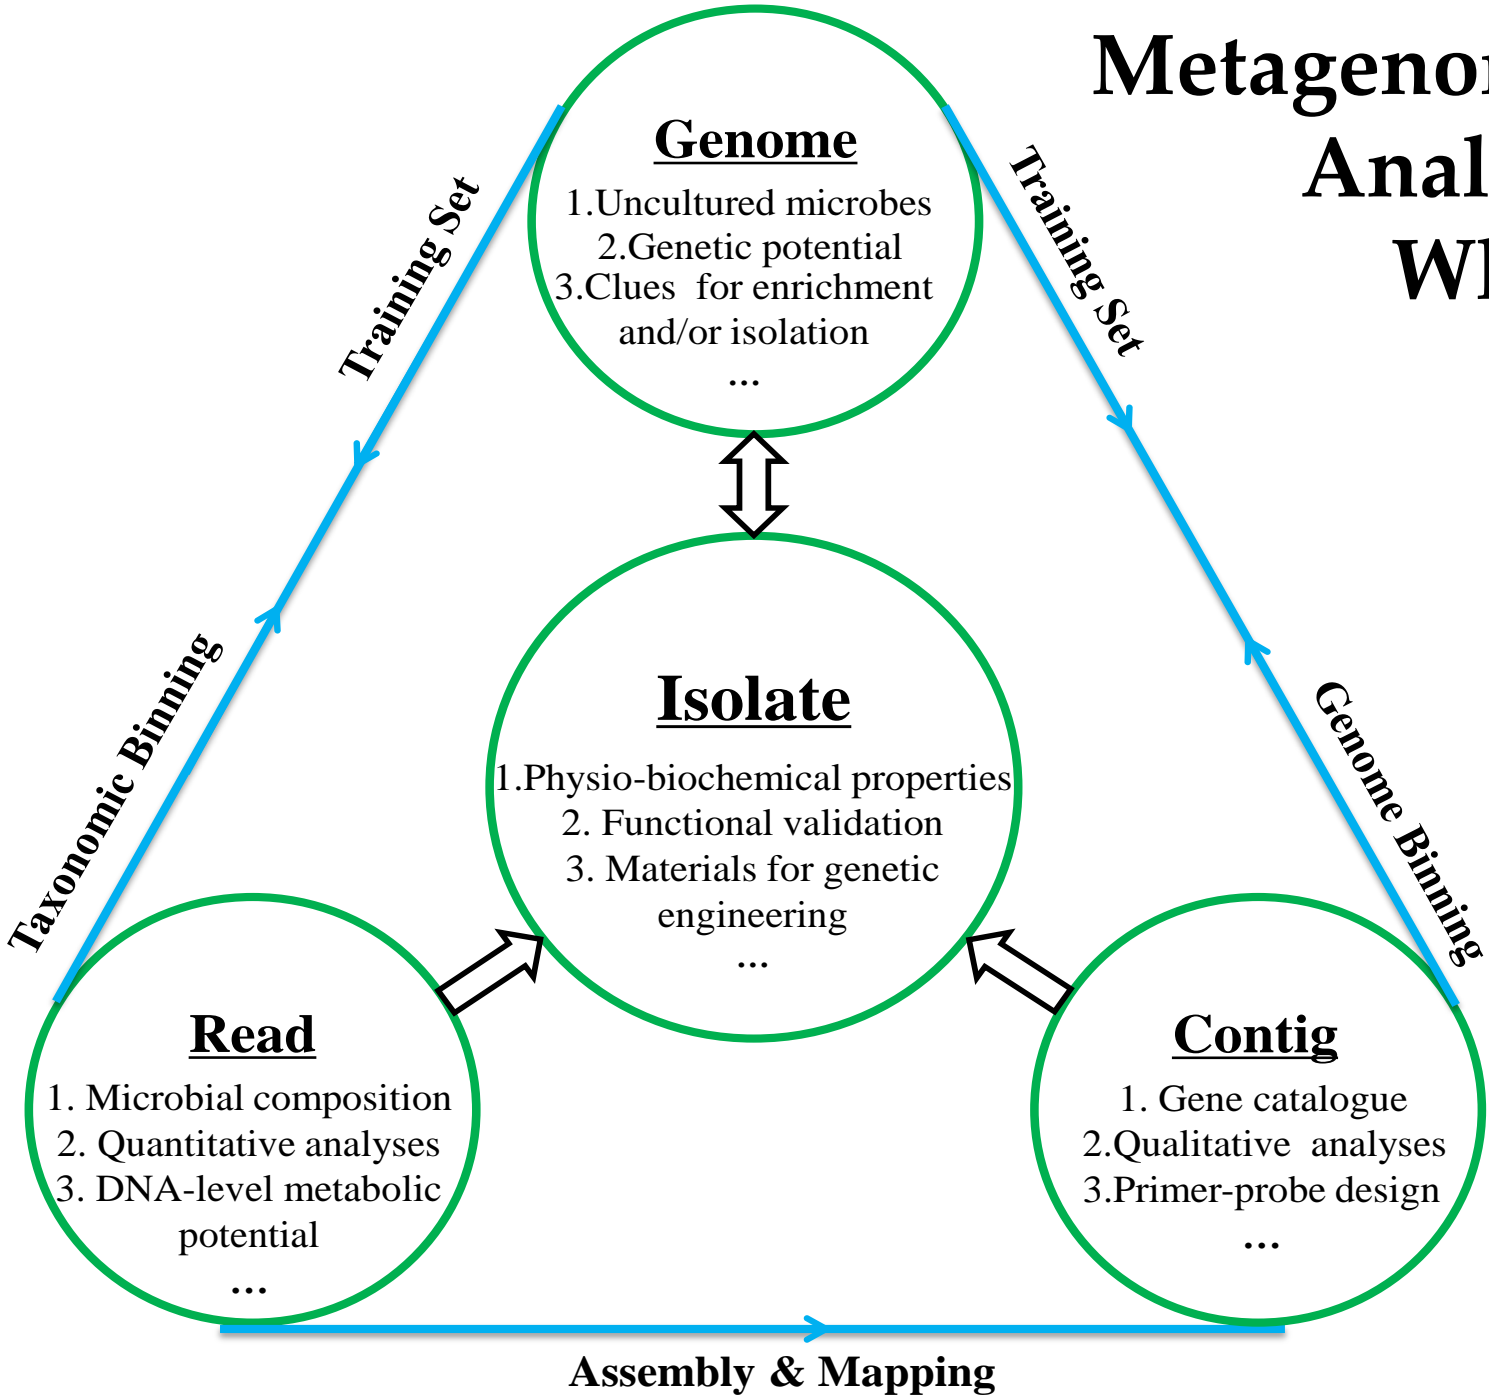 Genome
1.Uncultured microbes
2.Genetic potential
3.Clues for enrichment
and/or isolation
...
Training Set
Training Set
Isolate
1.Physio-biochemical properties
2. Functional validation
3. Materials for genetic
engineering
...
Taxonomic Binning
Genome Binning
Read
1. Microbial composition
2. Quantitative analyses
3. DNA-level metabolic
potential
...
Contig
1. Gene catalogue
2.Qualitative analyses
3.Primer-probe design
...
Assembly & Mapping